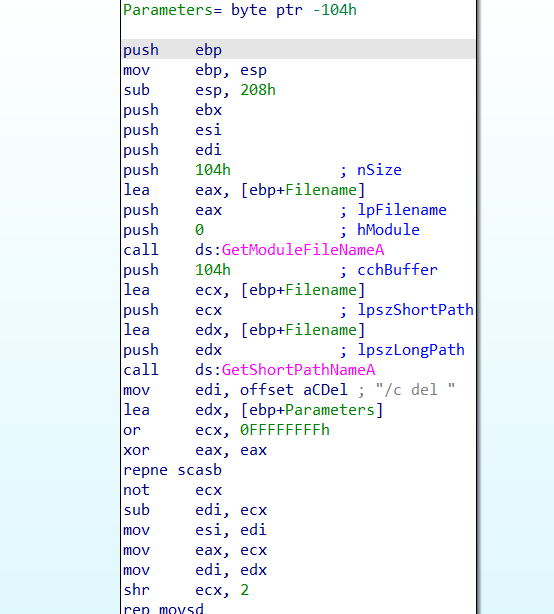 Parameters= byte ptr -104h
push ebp
mov ebp, esp
sub esp, 208h
push ebx
push esi
push edi
push 104h ; nSize
lea eax, [ebp+Filename]
push eax ; lpFilename
push 0 ; hModule
call ds:GetModuleFileNameA
push 104h ; cchBuffer
lea ecx, [ebp+Filename]
push ecx ; lpszShortPath
lea edx, [ebp+Filename]
push edx ; lpszLongPath
call ds:GetShortPathNameA
mov edi, offset aCDel ; "/c del "
lea edx, [ebp+Parameters]
or ecx, 0FFFFFFFFh
xor eax, eax
repne scasb
not ecx
sub edi, ecx
mov esi, edi
mov eax, ecx
mov edi, edx
shr ecx, 2
rep movsd